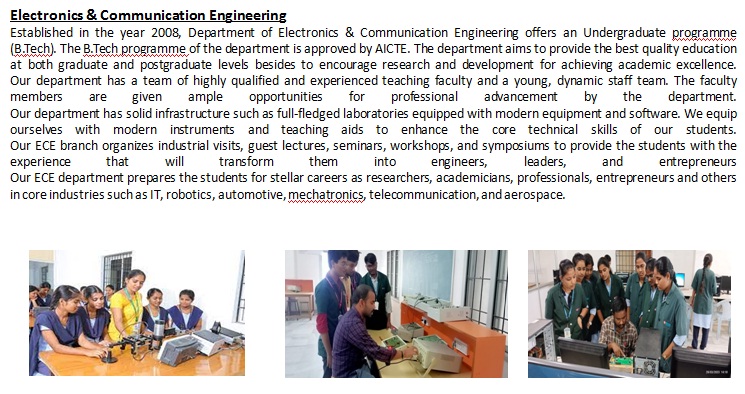 Electronics & Communication Engineering
Established in the year 2008, Department of Electronics & Communication Engineering offers an Undergraduate programme
(B.Tech). The B.Tech programme of the department is approved by AICTE. The department aims to provide the best quality education
at both graduate and postgraduate levels besides to encourage research and development for achieving academic excellence.
Our department has a team of highly qualified and experienced teaching faculty and a young, dynamic staff team. The faculty
members are given ample opportunities for professional advancement by the department.
Our department has solid infrastructure such as full-fledged laboratories equipped with modern equipment and software. We equip
ourselves with modern instruments and teaching aids to enhance the core technical skills of our students.
Our ECE branch organizes industrial visits, guest lectures, seminars, workshops, and symposiums to provide the students with the
experience that will transform them into engineers, leaders, and entrepreneurs
Our ECE department prepares the students for stellar careers as researchers, academicians, professionals, entrepreneurs and others
in core industries such as IT, robotics, automotive, mechatronics, telecommunication, and aerospace.